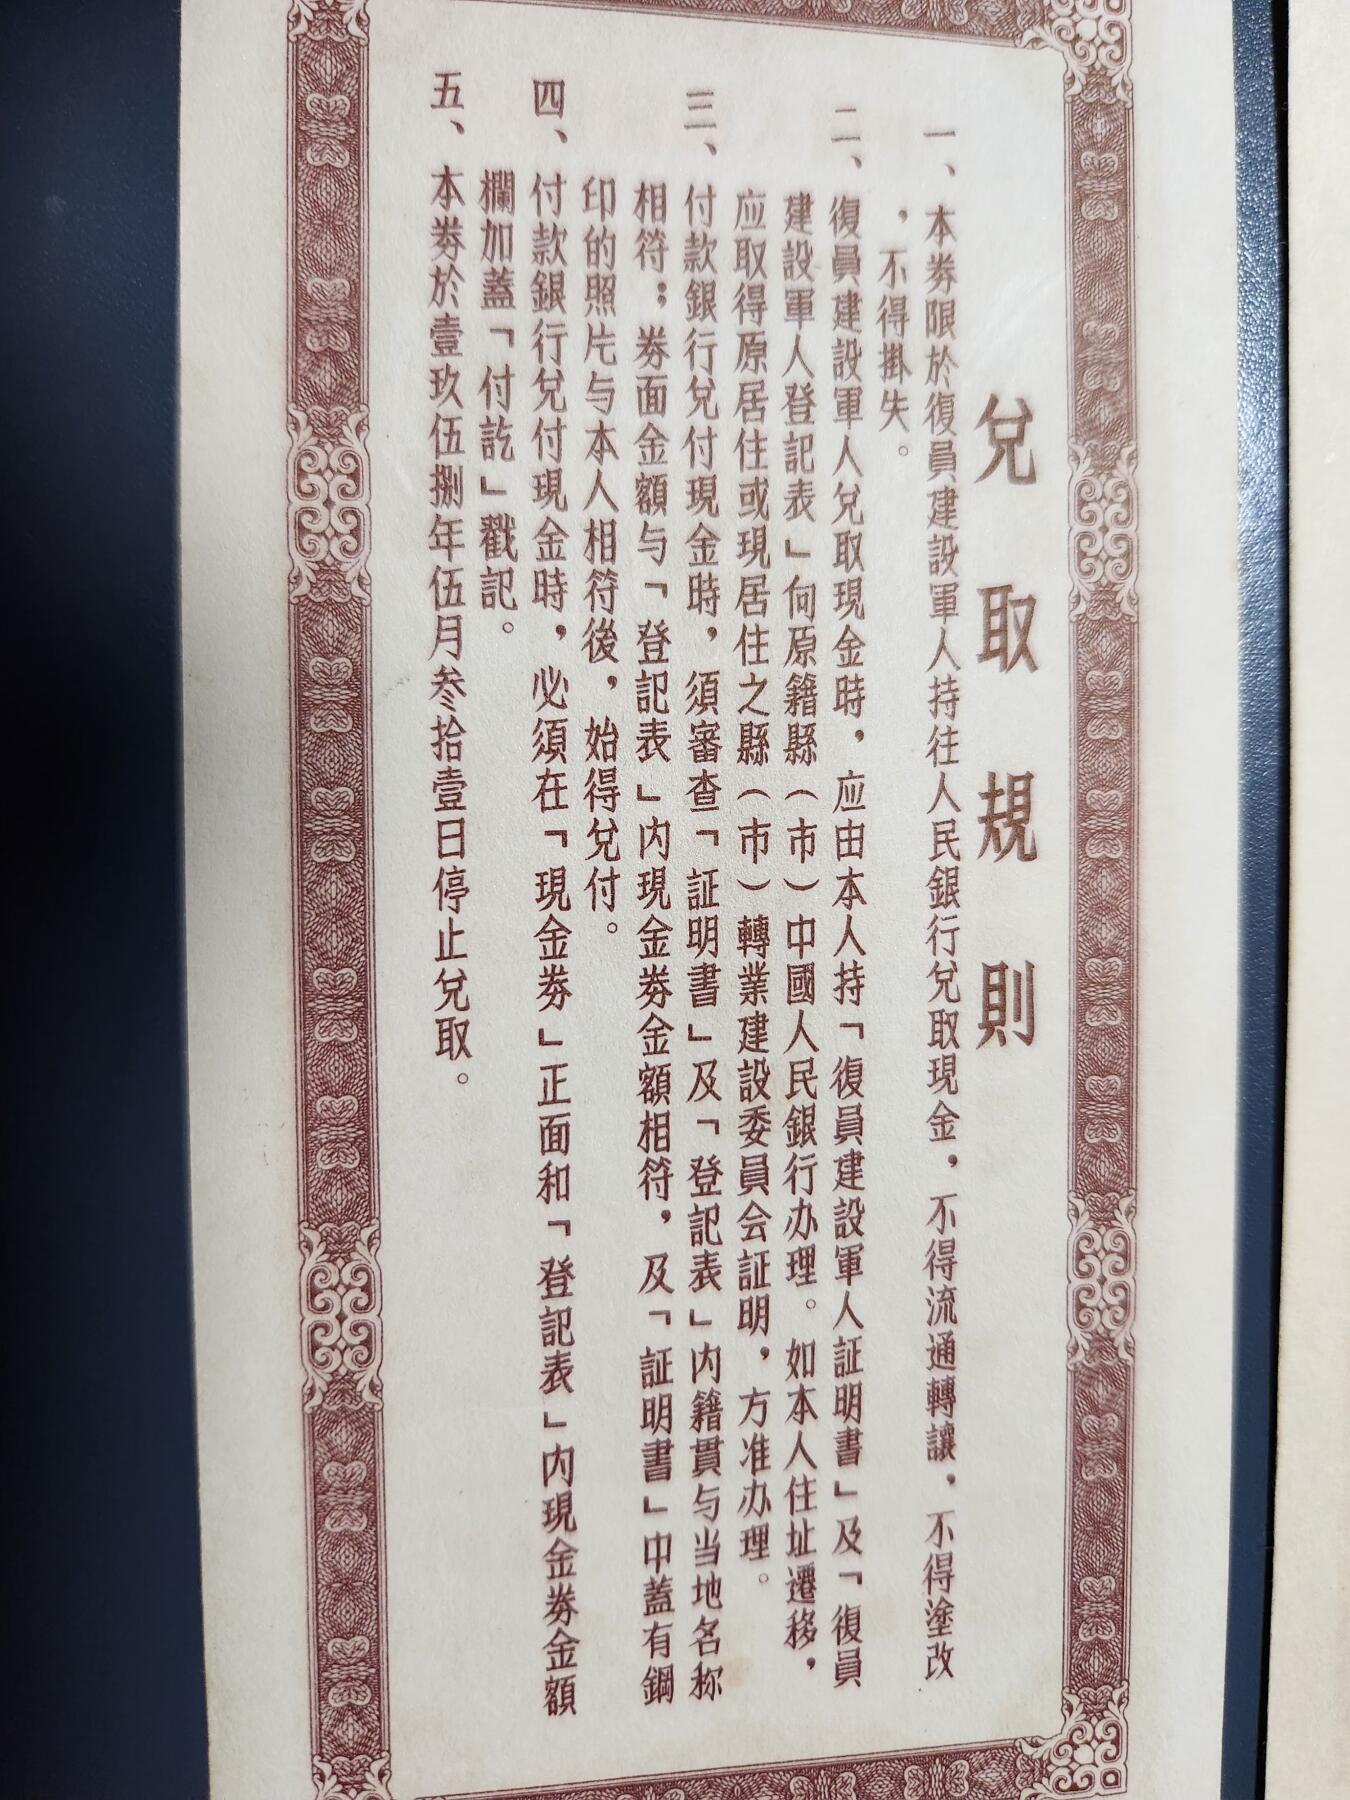 兌取規則
一、本劵限於復員建設軍人持往人民銀行兌取現金，不得流通轉讓，不得塗改
，不得掛失。
二、復員建設軍人兌取現金時，应由本人持「復員建設軍人証明書」及「復員
建設軍人登記表」向原籍縣（市）中國人民銀行办理。如本人住址遷移，
应取得原居住或現居住之縣（市）轉業建設委員会証明，方准办理。
三、付款銀行兌付現金時，須審查「証明書」及「登記表」内籍貫与当地名称
相符；劵面金額与「登記表」内現金劵金額相符，及「証明書」中蓋有鋼
印的照片与本人相符後，始得兌付。
四、付款銀行兌付現金時，必須在「現金劵」正面和「登記表」内現金劵金額
欄加蓋「付訖」戳記。
五、本劵於壹玖伍捌年伍月叁拾壹日停止兌取。